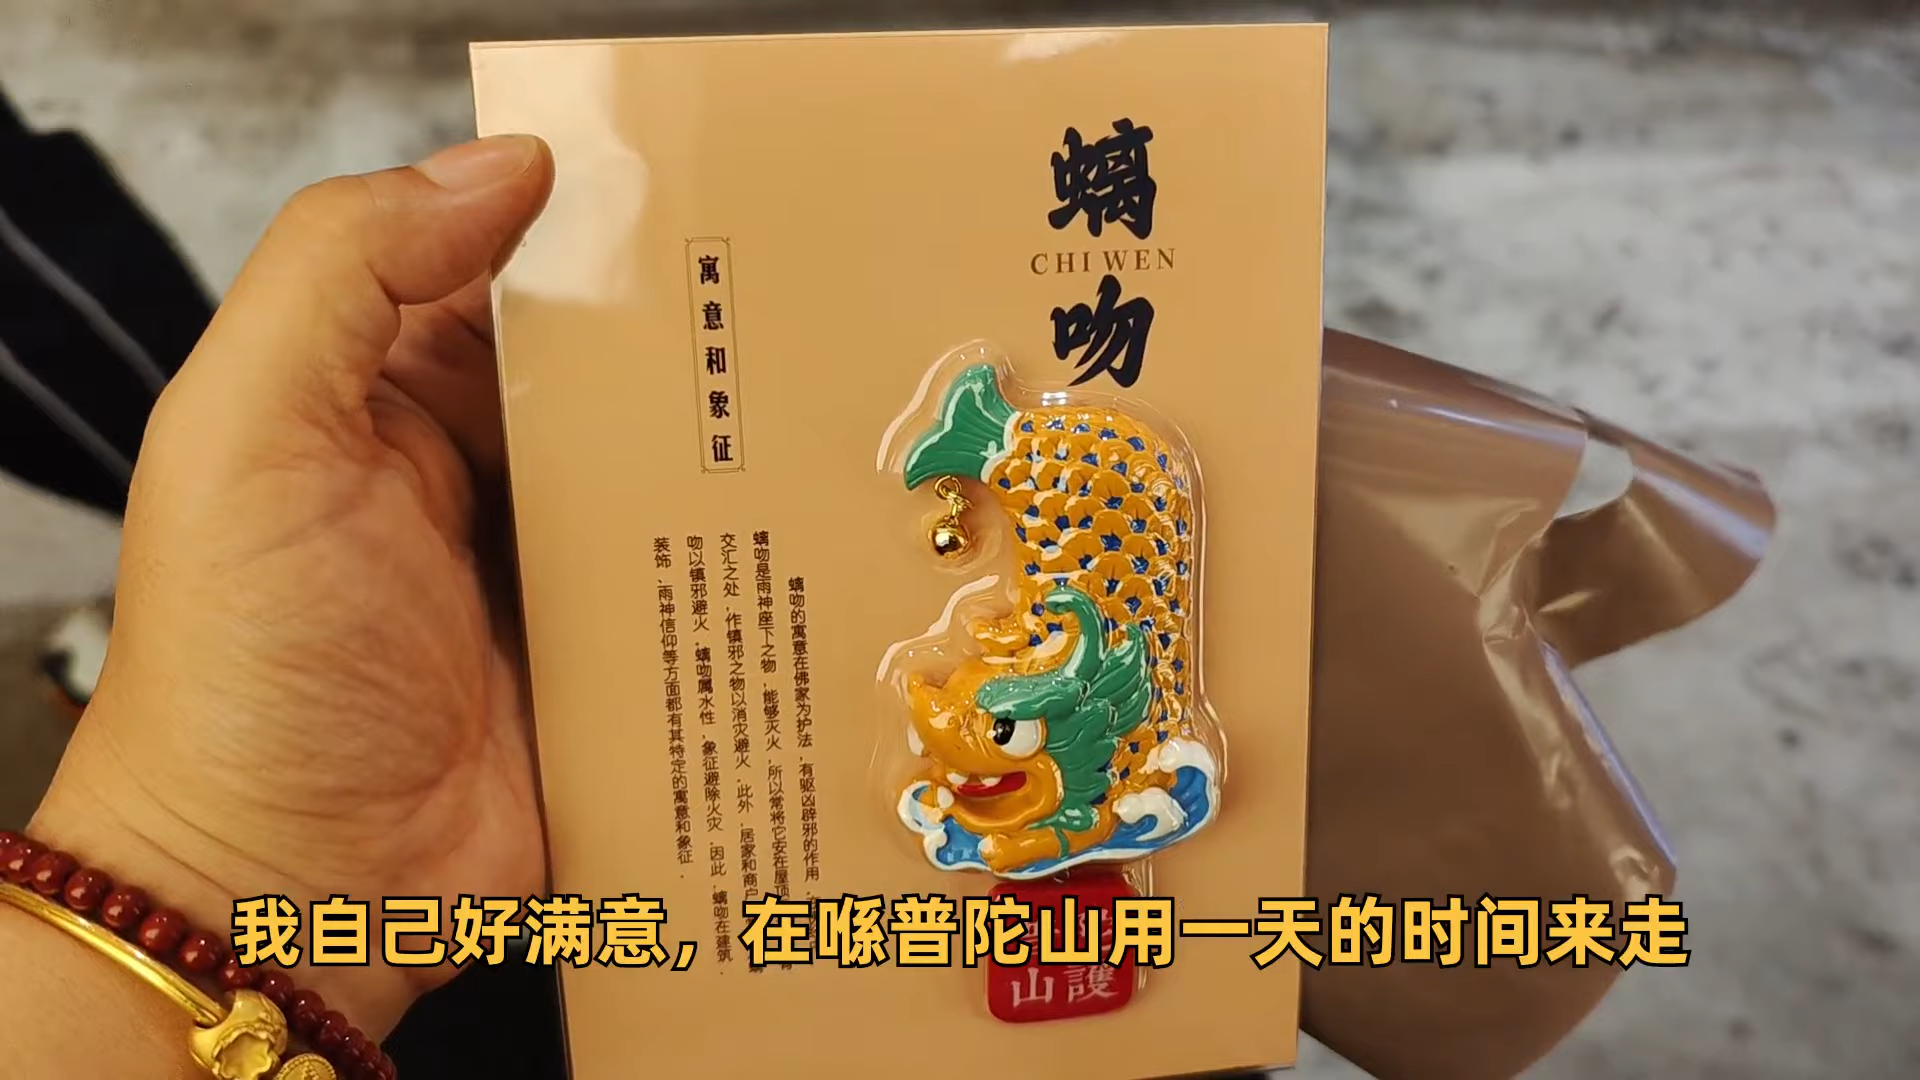 螭
CHI WEN
吻
寓意和象征
螭吻的寓意在佛家为护法，有驱凶辟邪的作用，
螭吻是雨神座下之物，能够灭火，所以常将它安在屋顶
交汇之处，作镇邪之物以消灾避火，此外，居家和商户
吻以镇邪避火，螭吻属水性，象征避除火灾，因此，螭吻在建筑、
装饰、雨神信仰等方面都有其特定的寓意和象征。
山 護
我自己好满意，在喺普陀山用一天的时间来走